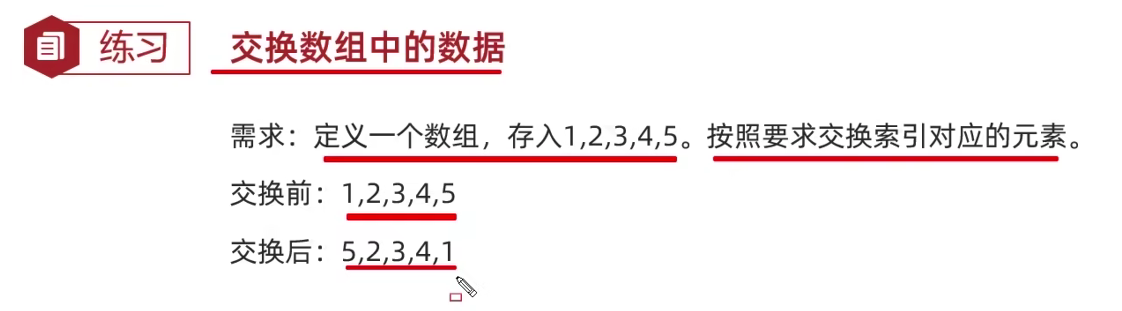 练习 交换数组中的数据
需求：定义一个数组，存入1,2,3,4,5。按照要求交换索引对应的元素。
交换前：1,2,3,4,5
交换后：5,2,3,4,1